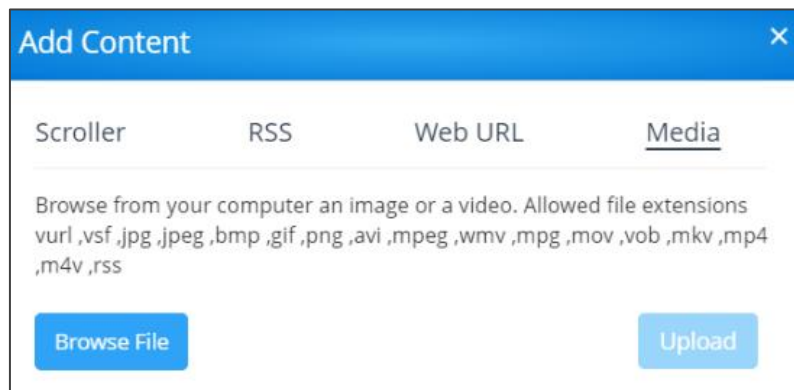 Add Content ×
Scroller RSS Web URL Media
Browse from your computer an image or a video. Allowed file extensions
vurl ,vsf ,jpg ,jpeg ,bmp ,gif ,png ,avi ,mpeg ,wmv ,mpg ,mov ,vob ,mkv ,mp4
,m4v ,rss
Browse File Upload